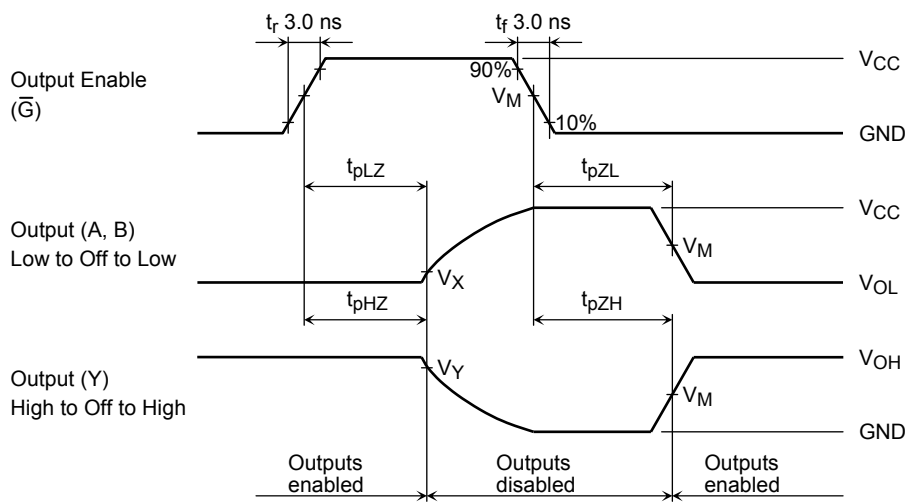 tr 3.0 ns
tf 3.0 ns
Output Enable
(G̅)
90%
VM
10%
VCC
GND
tpLZ
tpZL
Output (A, B)
Low to Off to Low
VX
VM
VCC
VOL
tpHZ
tpZH
Output (Y)
High to Off to High
VY
VM
VOH
GND
Outputs
enabled
Outputs
disabled
Outputs
enabled